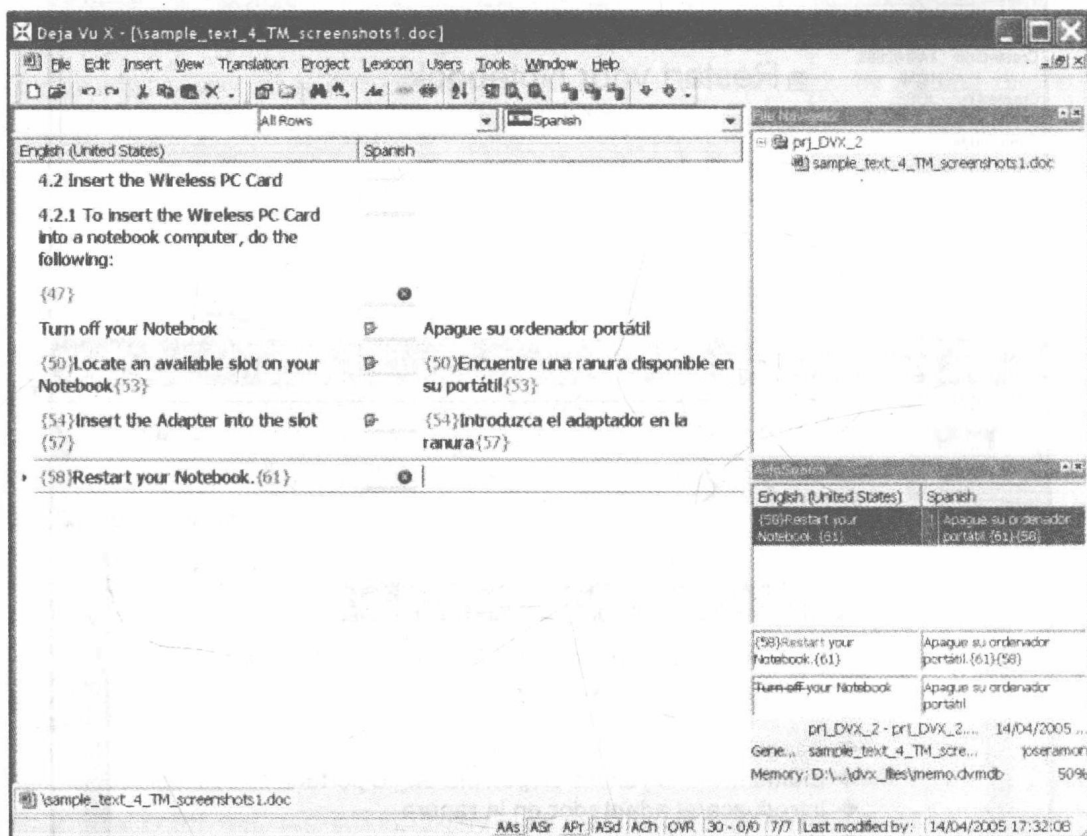 Deja Vu X - [\sample_text_4_TM_screenshots1.doc]
File Edit Insert View Translation Project Lexicon Users Tools Window Help
All Rows Spanish
English (United States) Spanish
4.2 Insert the Wireless PC Card
4.2.1 To insert the Wireless PC Card
into a notebook computer, do the
following:
{47}
Turn off your Notebook Apague su ordenador portátil
{50}Locate an available slot on your {50}Encuentre una ranura disponible en
Notebook{53} su portátil{53}
{54}Insert the Adapter into the slot {54}Introduzca el adaptador en la
{57} ranura{57}
{58}Restart your Notebook.{61}
File Navigator
prj_DVX_2
sample_text_4_TM_screenshots1.doc
AutoSearch
English (United States) Spanish
{58}Restart your 1 Apague su ordenador
Notebook.{61} portátil.{61}{58}
{58}Restart your Apague su ordenador
Notebook.{61} portátil.{61}{58}
Turn off your Notebook Apague su ordenador
portátil
prj_DVX_2 - prj_DVX_2.... 14/04/2005 ...
Gene... sample_text_4_TM_scre... joseramon
Memory: D:\...\dvx_files\memo.dvmdb 50%
\sample_text_4_TM_screenshots1.doc
AAs ASr APr ASd ACh OVR 30 - 0/0 7/7 Last modified by: 14/04/2005 17:32:08